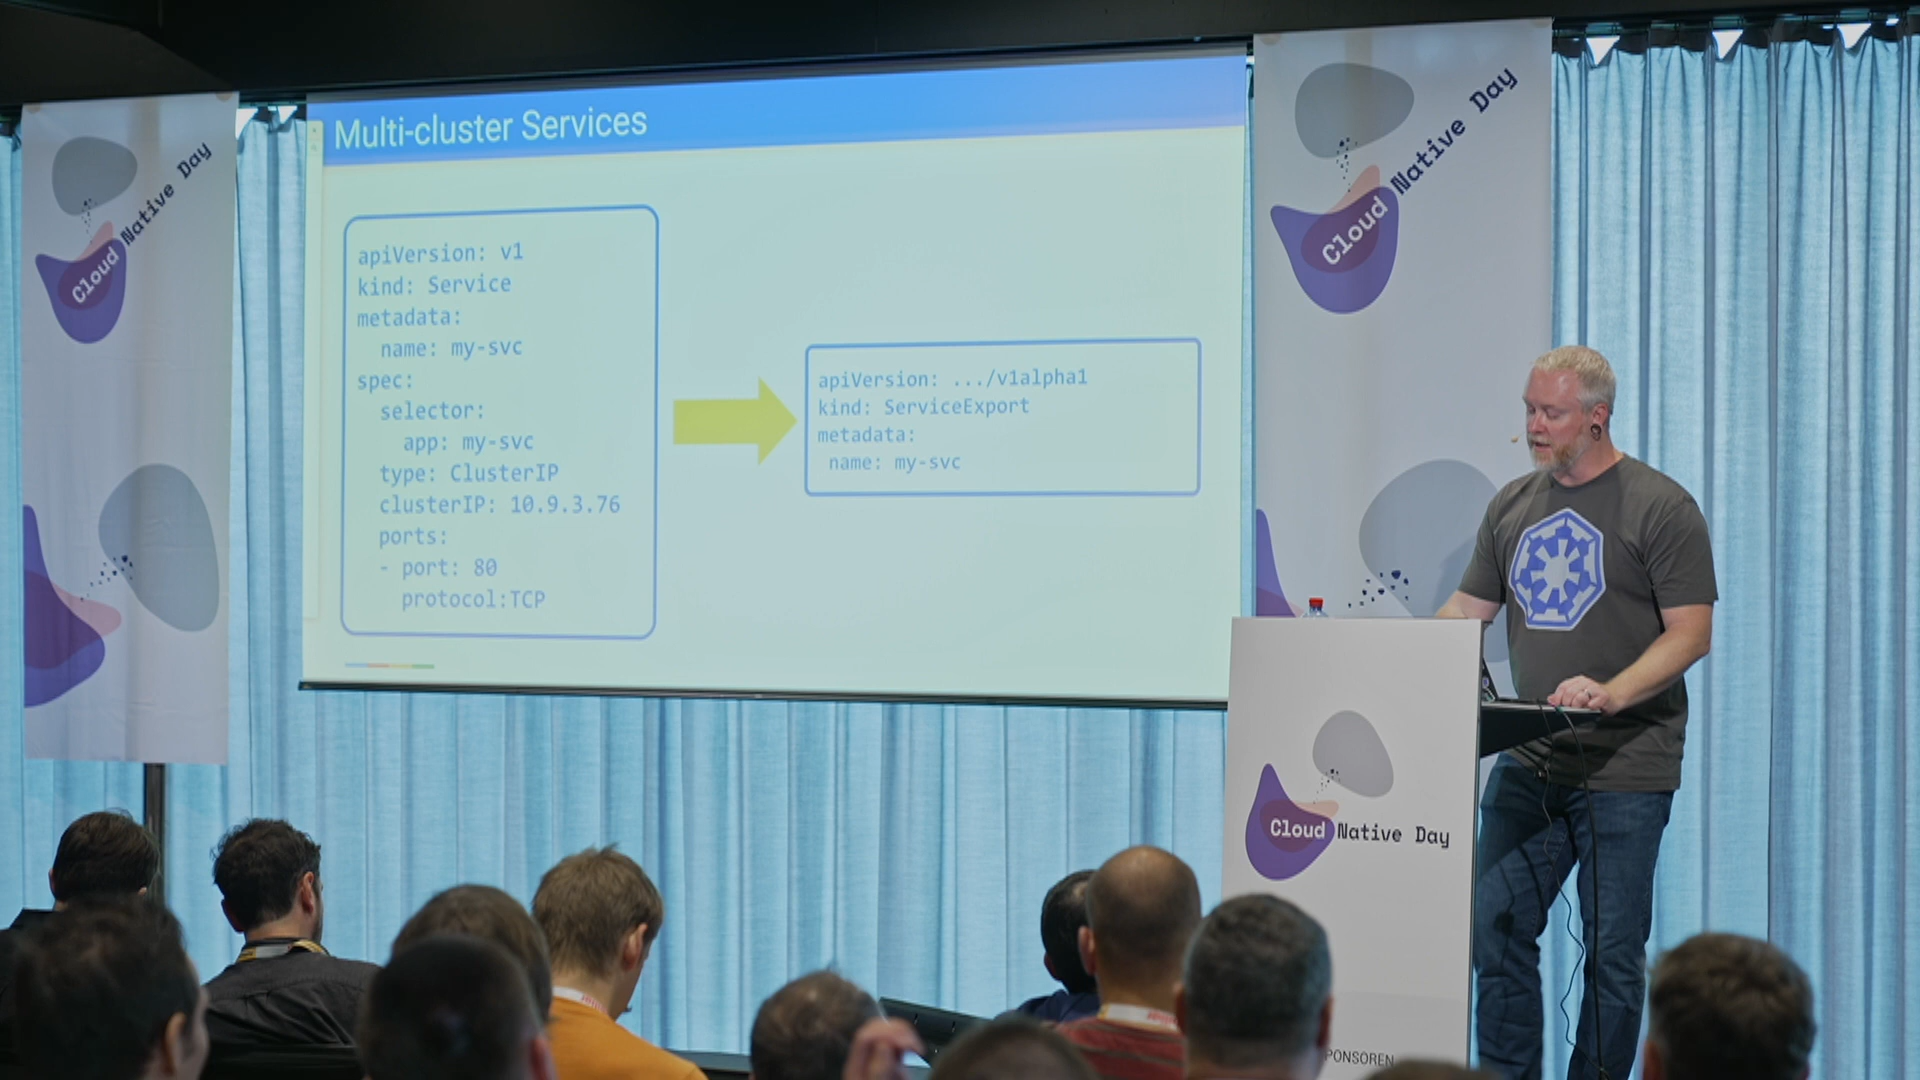 Multi-cluster Services
apiVersion: v1
kind: Service
metadata:
name: my-svc
spec:
selector:
app: my-svc
type: ClusterIP
clusterIP: 10.9.3.76
ports:
- port: 80
protocol:TCP
apiVersion: .../v1alpha1
kind: ServiceExport
metadata:
name: my-svc
Cloud Native Day
Cloud Native Day
Cloud Native Day
PONSOREN